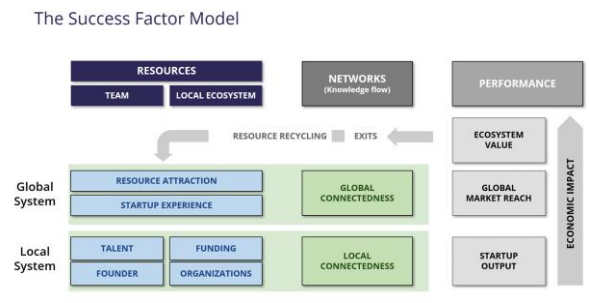 The Success Factor Model
RESOURCES
TEAM
LOCAL ECOSYSTEM
NETWORKS
(Knowledge flow)
PERFORMANCE
RESOURCE RECYCLING
EXITS
ECOSYSTEM
VALUE
Global
System
RESOURCE ATTRACTION
STARTUP EXPERIENCE
GLOBAL
CONNECTEDNESS
GLOBAL
MARKET REACH
Local
System
TALENT
FUNDING
FOUNDER
ORGANIZATIONS
LOCAL
CONNECTEDNESS
STARTUP
OUTPUT
ECONOMIC IMPACT